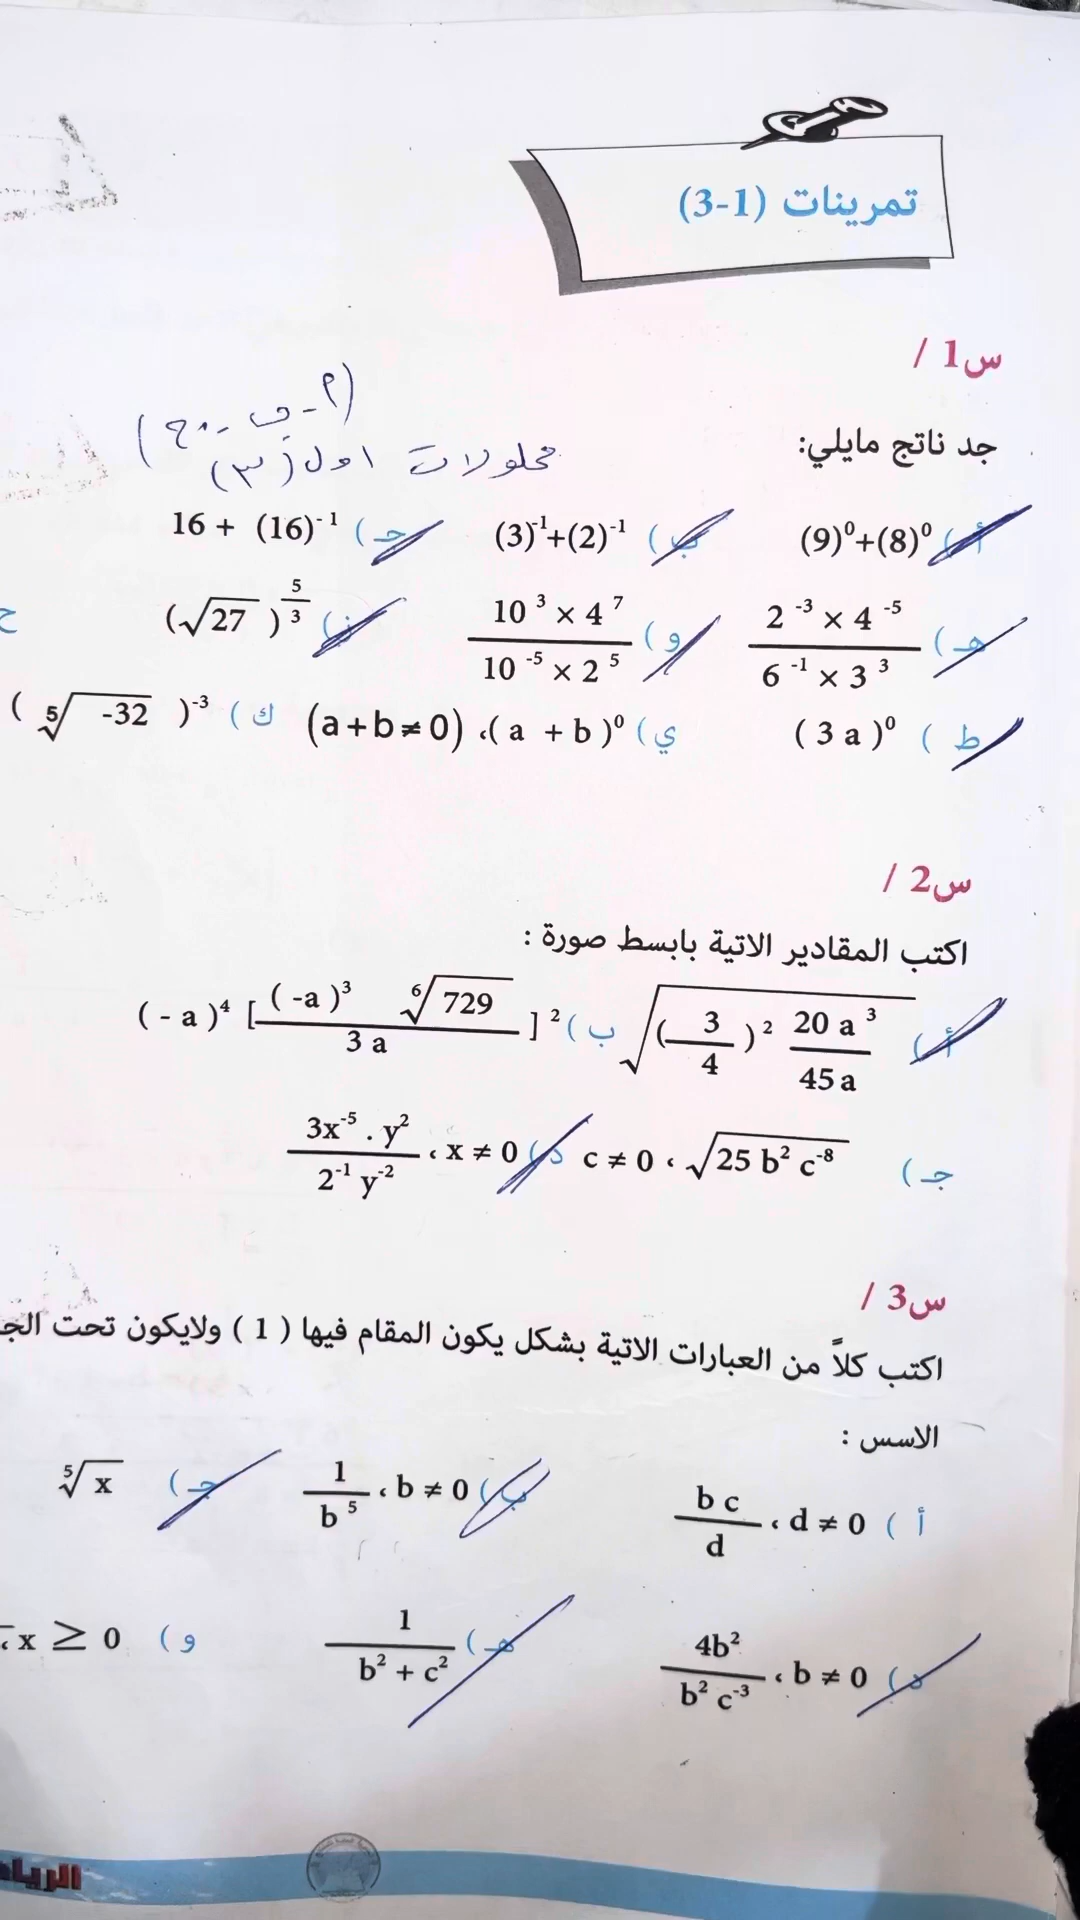 تمرينات (1-3)
س1 /
(م - ب - ج)
جد ناتج مايلي:
محلولات اول (٣)
أ ) (9)⁰+(8)⁰ ب ) (3)⁻¹+(2)⁻¹ جـ ) 16 + (16)⁻¹
هـ ) (2⁻³ × 4⁻⁵) / (6⁻¹ × 3³) و ) (10³ × 4⁷) / (10⁻⁵ × 2⁵) ز ) (√27)^(5/3) ح
ط ) (3 a)⁰ ي ) (a + b)⁰، (a+b ≠ 0) ك ) (⁵√-32)⁻³
س2 /
اكتب المقادير الاتية بابسط صورة :
أ ) √((3/4)² 20 a³ / 45 a) ب ) (- a)⁴ [(-a)³ ⁶√729 / 3 a]²
جـ ) √(25 b² c⁻⁸) ، c ≠ 0 د ) (3x⁻⁵ . y²) / (2⁻¹ y⁻²) ، x ≠ 0
س3 /
اكتب كلاً من العبارات الاتية بشكل يكون المقام فيها ( 1 ) ولايكون تحت
الاسس :
أ ) b c / d ، d ≠ 0 ب ) 1 / b⁵ ، b ≠ 0 جـ ) ⁵√x
د ) 4b² / (b² c⁻³) ، b ≠ 0 هـ ) 1 / (b² + c²) و ) ، x ≥ 0